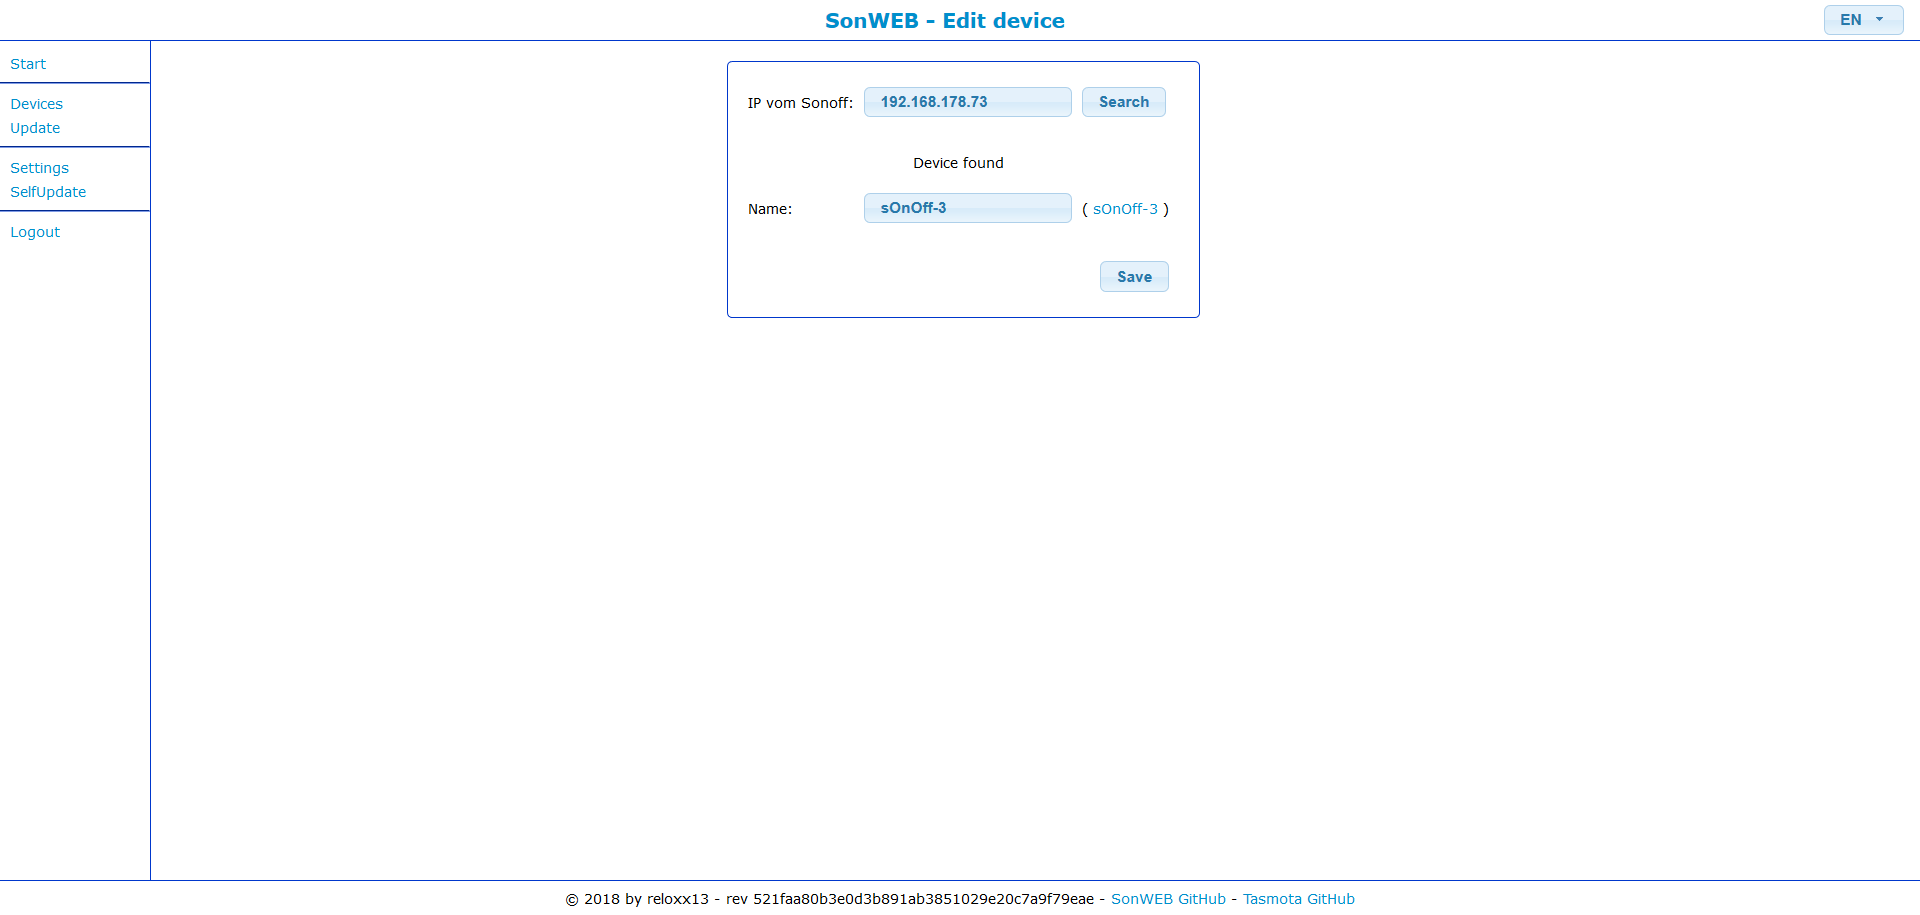 SonWEB - Edit device
EN
Start
Devices
Update
Settings
SelfUpdate
Logout
IP vom Sonoff: 192.168.178.73 Search
Device found
Name: sOnOff-3 ( sOnOff-3 )
Save
© 2018 by reloxx13 - rev 521faa80b3e0d3b891ab3851029e20c7a9f79eae - SonWEB GitHub - Tasmota GitHub